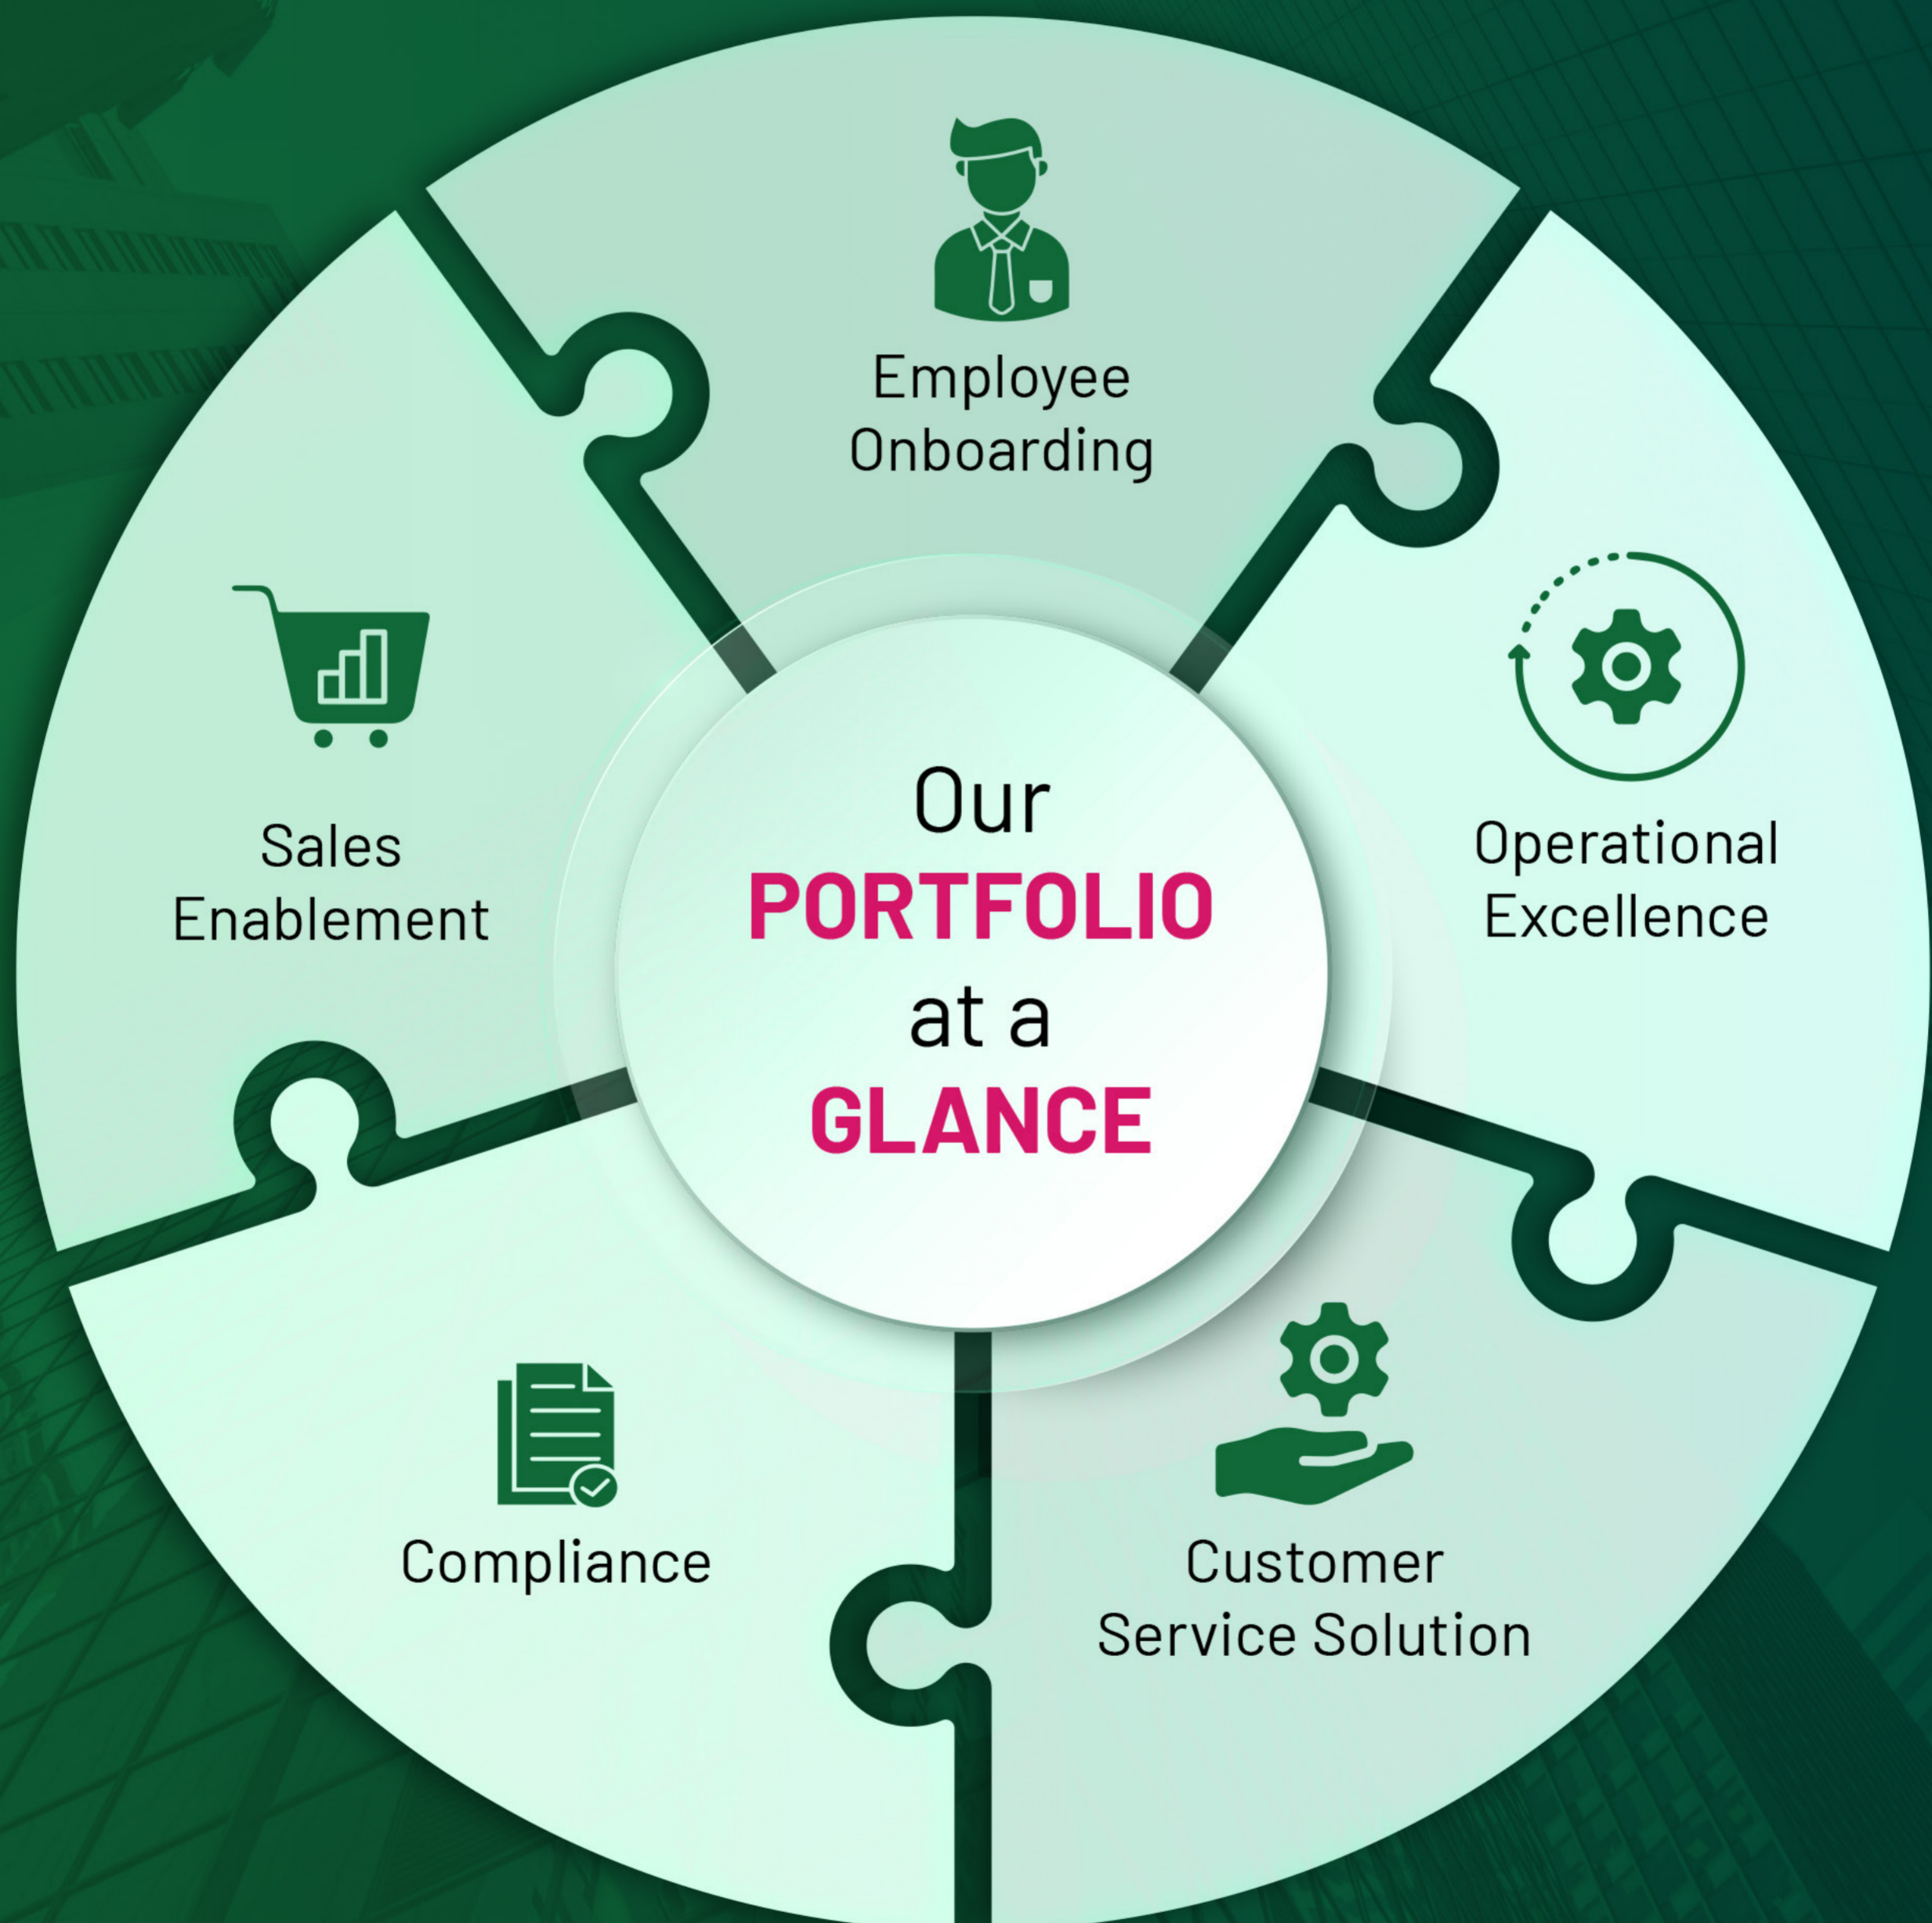 Our
PORTFOLIO
at a
GLANCE
Employee
Onboarding
Operational
Excellence
Customer
Service Solution
Compliance
Sales
Enablement